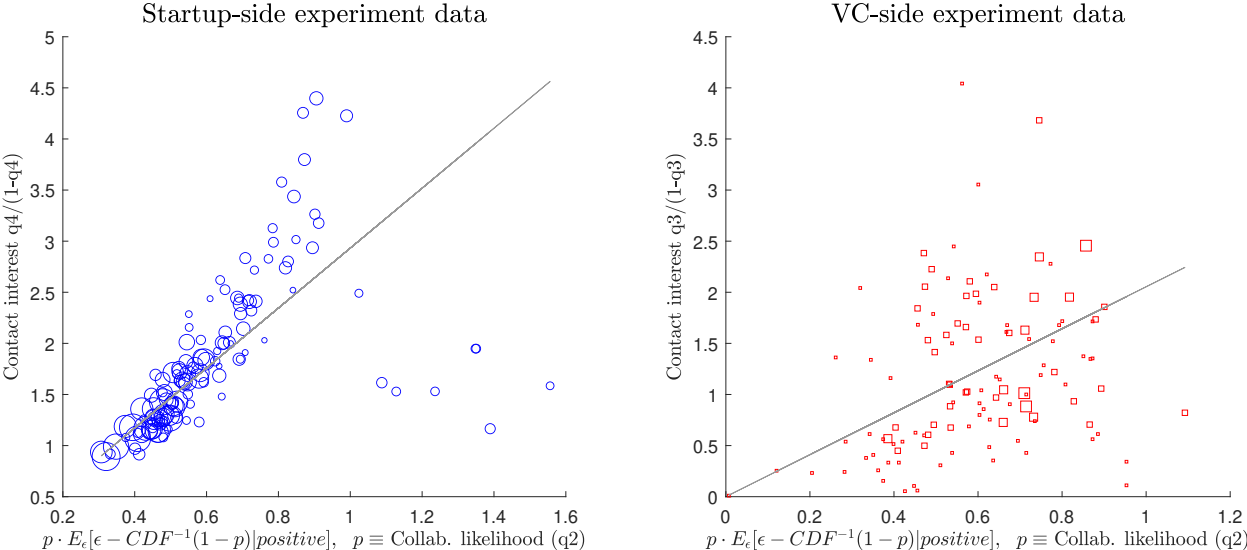 Startup-side experiment data
Contact interest q4/(1-q4)
5
4.5
4
3.5
3
2.5
2
1.5
1
0.5
0.2 0.4 0.6 0.8 1 1.2 1.4 1.6
p · E_ϵ[ϵ − CDF^{-1}(1 − p)|positive], p ≡ Collab. likelihood (q2)
VC-side experiment data
Contact interest q3/(1-q3)
4.5
4
3.5
3
2.5
2
1.5
1
0.5
0
0 0.2 0.4 0.6 0.8 1 1.2
p · E_ϵ[ϵ − CDF^{-1}(1 − p)|positive], p ≡ Collab. likelihood (q2)